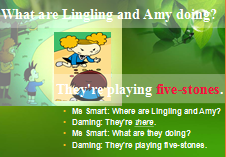 What are Lingling and Amy doing?
They're playing five-stones.
• Ms Smart: Where are Lingling and Amy?
• Daming: They're there.
• Ms Smart: What are they doing?
• Daming: They're playing five-stones.